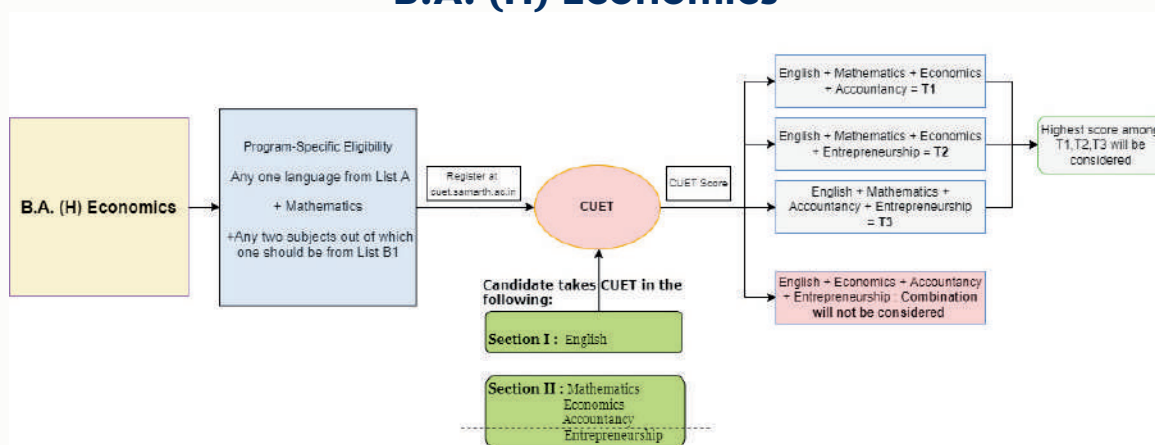 B.A. (H) Economics
B.A. (H) Economics
Program-Specific Eligibility
Any one language from List A
+ Mathematics
+Any two subjects out of which
one should be from List B1
Register at
cuet.samarth.ac.in
CUET
CUET Score
Candidate takes CUET in the
following:
Section I : English
Section II : Mathematics
Economics
Accountancy
Entrepreneurship
English + Mathematics + Economics
+ Accountancy = T1
English + Mathematics + Economics
+ Entrepreneurship = T2
English + Mathematics +
Accountancy + Entrepreneurship
= T3
English + Economics + Accountancy
+ Entrepreneurship : Combination
will not be considered
Highest score among
T1,T2,T3 will be
considered